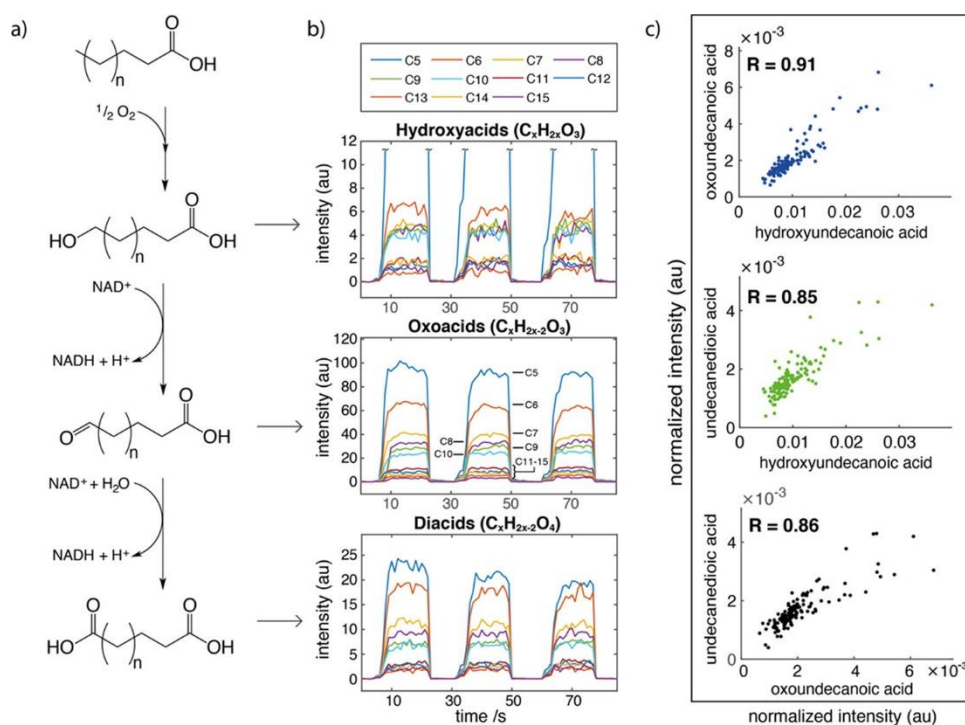 a)
OH
O
n
1/2 O₂
HO
O
OH
n
NAD⁺
NADH + H⁺
O
O
OH
n
NAD⁺ + H₂O
NADH + H⁺
O
HO
O
OH
n
b)
C5 C6 C7 C8
C9 C10 C11 C12
C13 C14 C15
Hydroxyacids (CₓH₂ₓO₃)
intensity (au)
12
10
8
6
4
2
0
~ ~ ~ ~ ~ ~
10 30 50 70
Oxoacids (CₓH₂ₓ₋₂O₃)
intensity (au)
120
100
80
60
40
20
0
C5
C6
C7
C8
C9
C10
C11-15
10 30 50 70
Diacids (CₓH₂ₓ₋₂O₄)
intensity (au)
25
20
15
10
5
0
10 30 50 70
time /s
c)
normalized intensity (au)
×10⁻³
R = 0.91
oxoundecanoic acid
8
6
4
2
0
0 0.01 0.02 0.03
hydroxyundecanoic acid
×10⁻³
R = 0.85
undecanedioic acid
6
4
2
0
0 0.01 0.02 0.03
hydroxyundecanoic acid
×10⁻³
R = 0.86
undecanedioic acid
6
4
2
0
0 2 4 6 ×10⁻³
oxoundecanoic acid
normalized intensity (au)